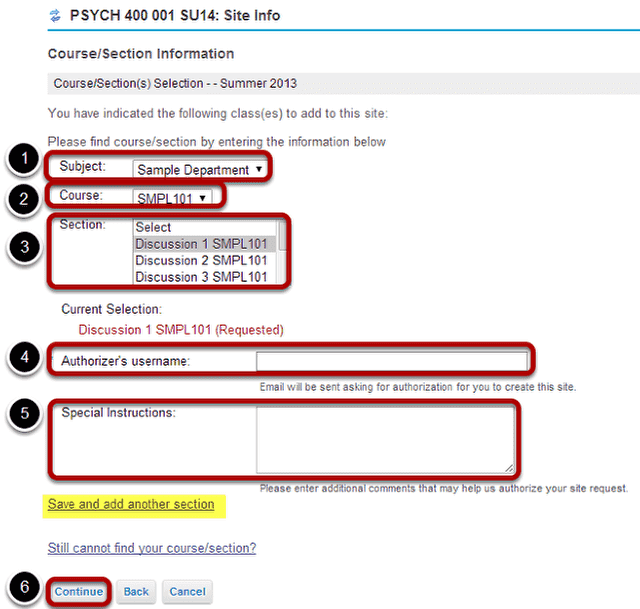 PSYCH 400 001 SU14: Site Info
Course/Section Information
Course/Section(s) Selection - - Summer 2013
You have indicated the following class(es) to add to this site:
Please find course/section by entering the information below
1 Subject: Sample Department
2 Course: SMPL101
3 Section: Select
Discussion 1 SMPL101
Discussion 2 SMPL101
Discussion 3 SMPL101
Current Selection:
Discussion 1 SMPL101 (Requested)
4 Authorizer's username:
Email will be sent asking for authorization for you to create this site.
5 Special Instructions:
Please enter additional comments that may help us authorize your site request.
Save and add another section
Still cannot find your course/section?
6 Continue Back Cancel